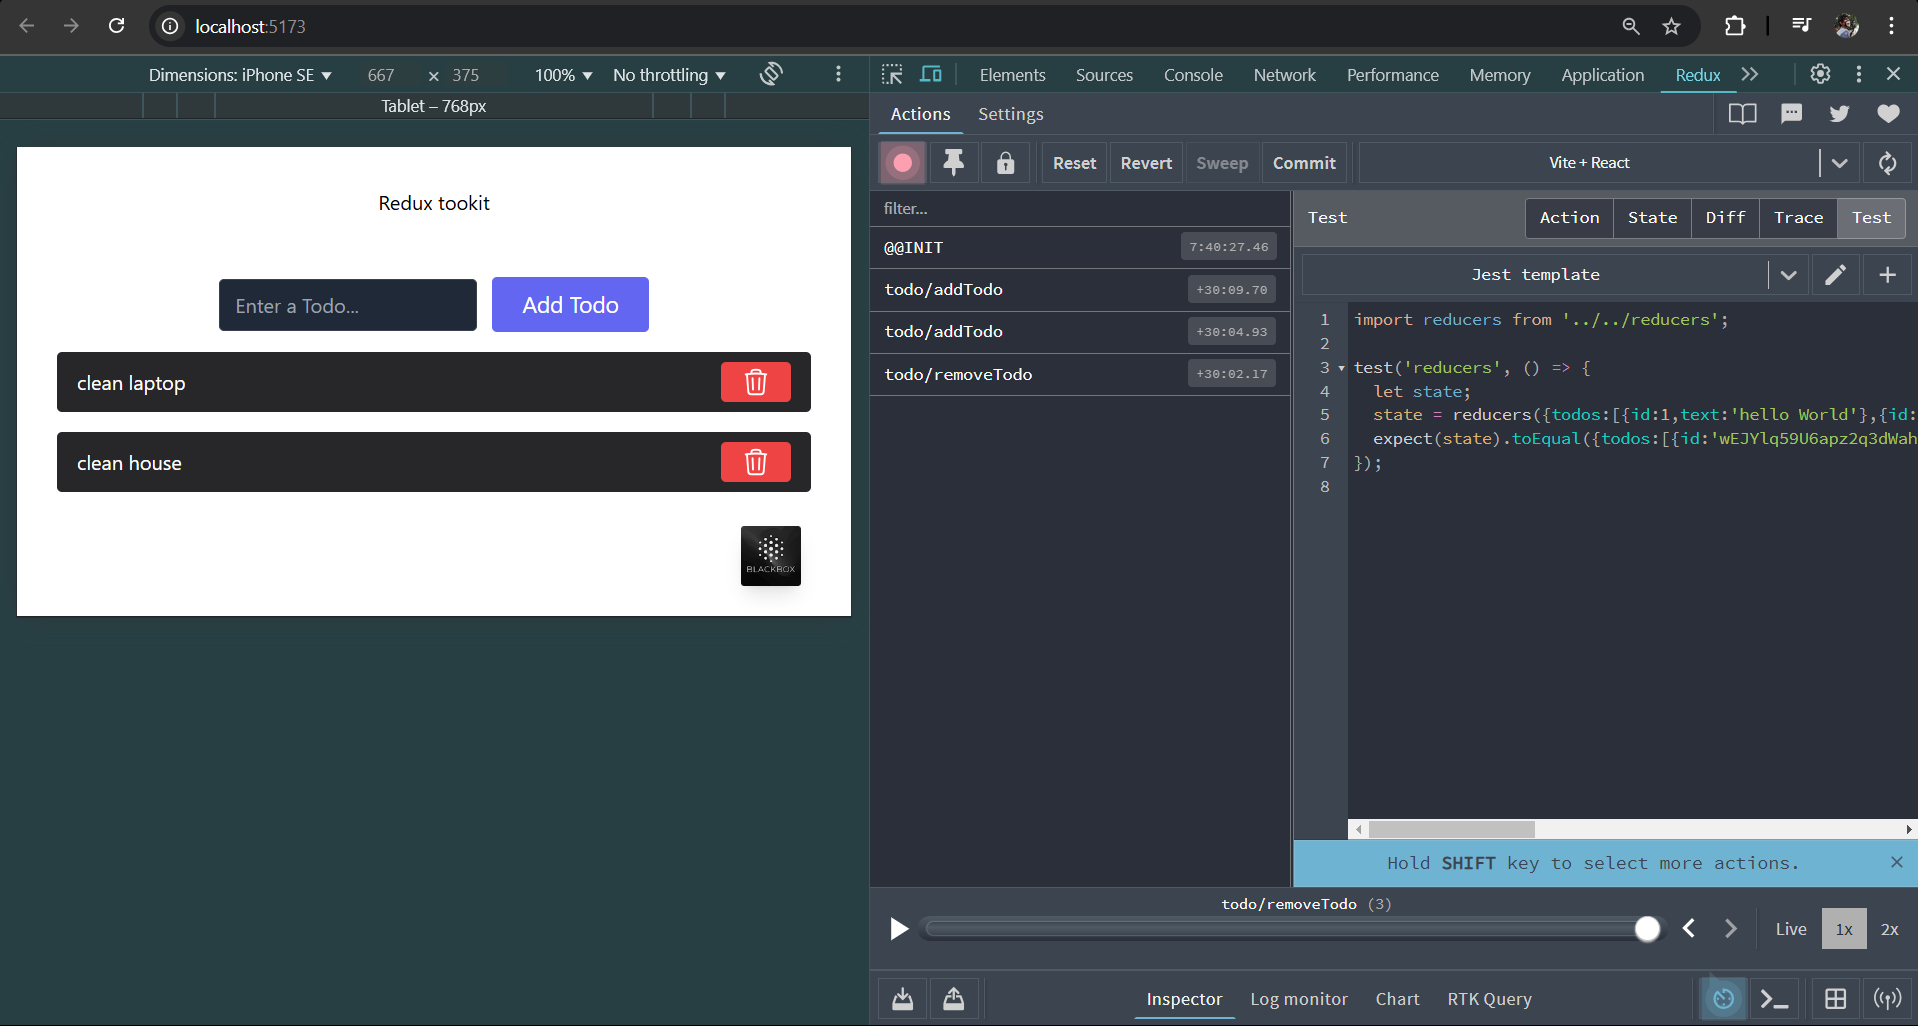 localhost:5173
Dimensions: iPhone SE 667 × 375 100% No throttling
Tablet – 768px
Redux tookit
Enter a Todo... Add Todo
clean laptop
clean house
BLACKBOX
Elements Sources Console Network Performance Memory Application Redux
Actions Settings
Reset Revert Sweep Commit Vite + React
filter...
@@INIT 7:40:27.46
todo/addTodo +30:09.70
todo/addTodo +30:04.93
todo/removeTodo +30:02.17
Test Action State Diff Trace Test
Jest template
1 import reducers from '../../reducers';
2
3 test('reducers', () => {
4 let state;
5 state = reducers({todos:[{id:1,text:'hello World'},{id:
6 expect(state).toEqual({todos:[{id:'wEJYlq59U6apz2q3dWah
7 });
8
Hold SHIFT key to select more actions.
todo/removeTodo (3)
Live 1x 2x
Inspector Log monitor Chart RTK Query